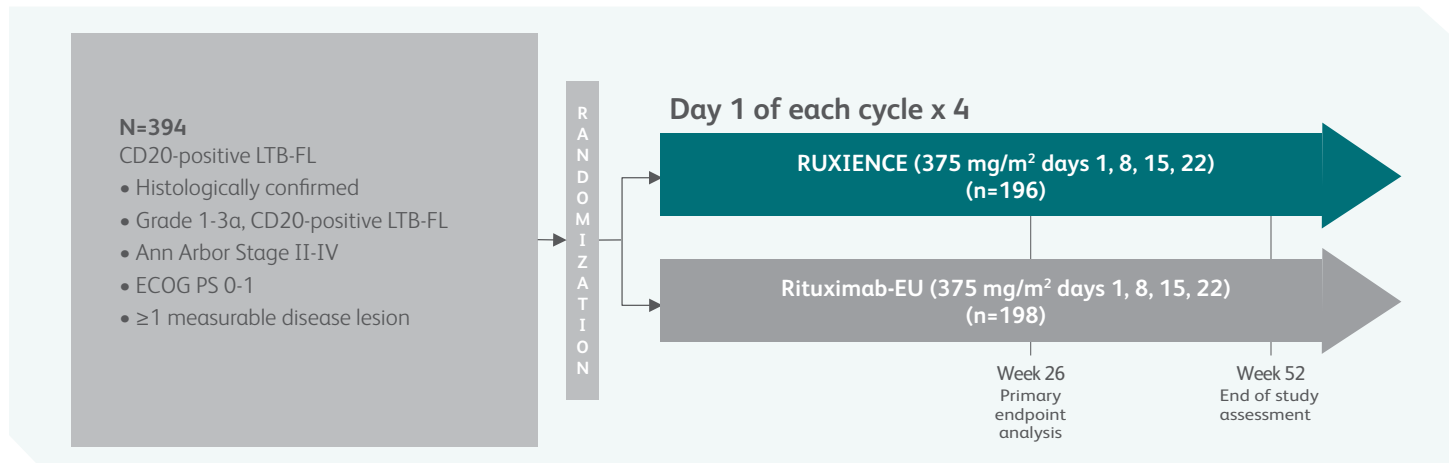 N=394
CD20-positive LTB-FL
• Histologically confirmed
• Grade 1-3a, CD20-positive LTB-FL
• Ann Arbor Stage II-IV
• ECOG PS 0-1
• ≥1 measurable disease lesion
RANDOMIZATION
Day 1 of each cycle x 4
RUXIENCE (375 mg/m² days 1, 8, 15, 22)
(n=196)
Rituximab-EU (375 mg/m² days 1, 8, 15, 22)
(n=198)
Week 26
Primary
endpoint
analysis
Week 52
End of study
assessment